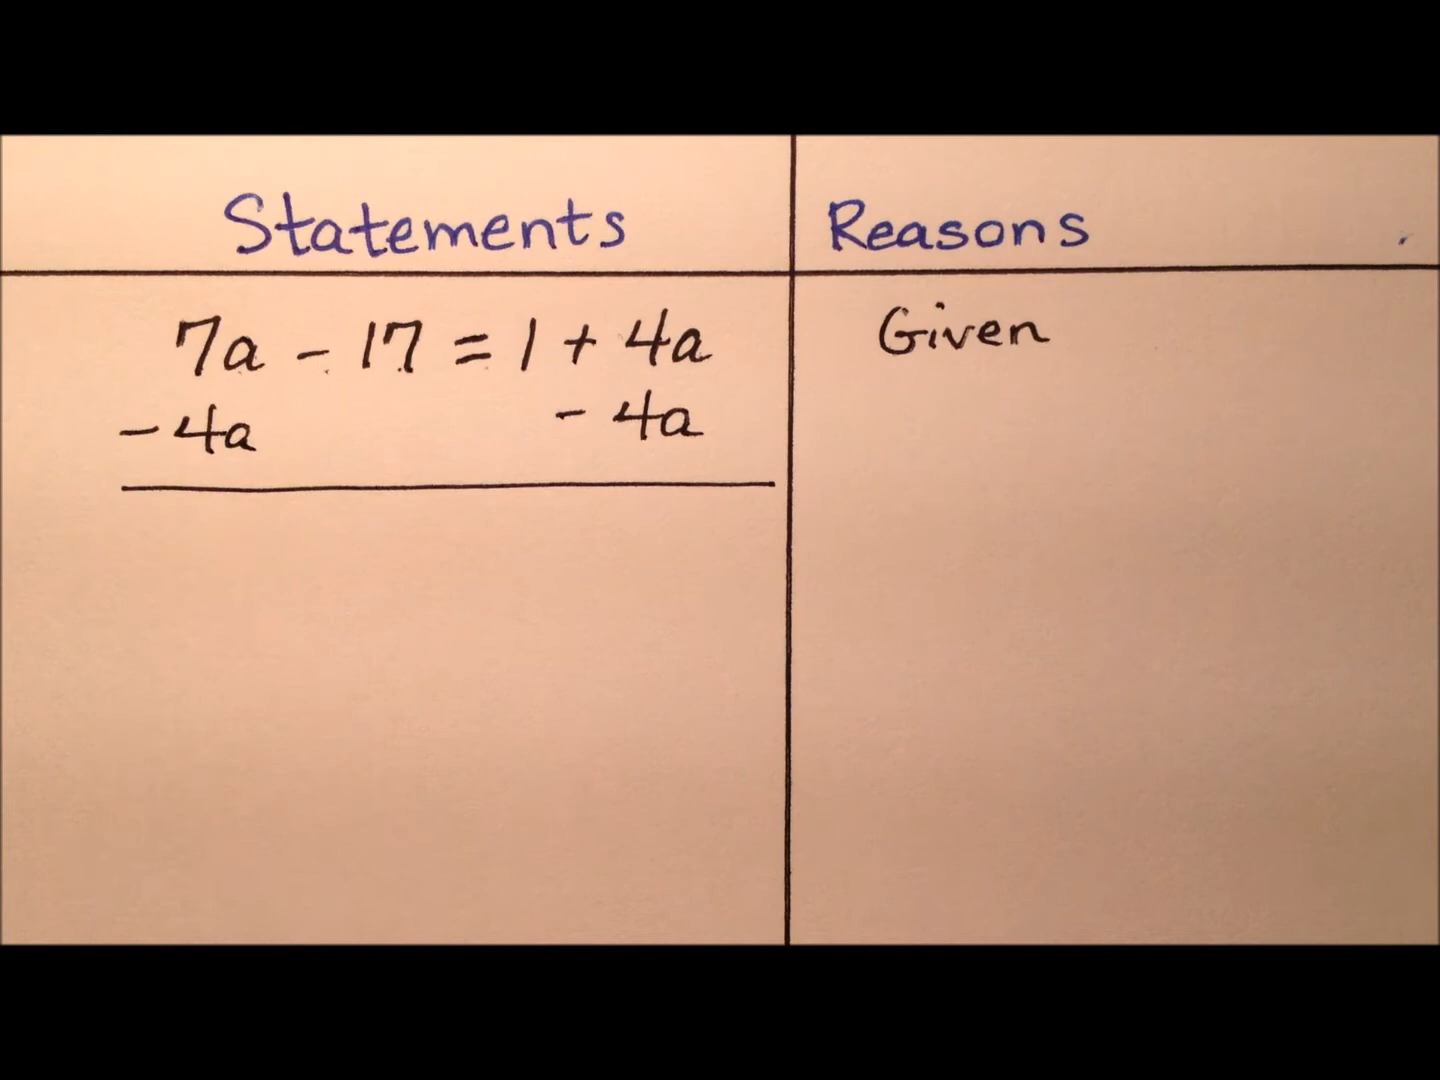 Statements Reasons
7a - 17 = 1 + 4a Given
- 4a - 4a